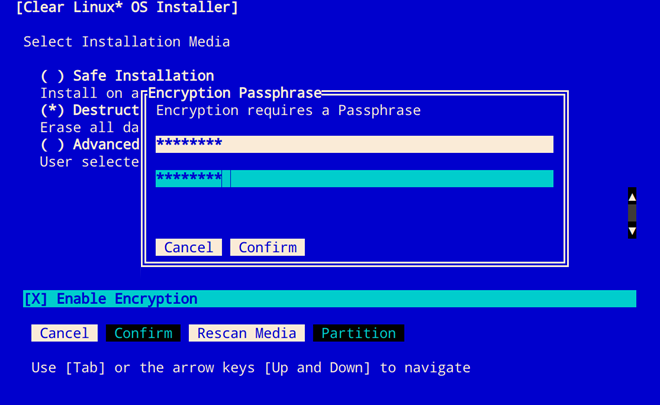 [Clear Linux* OS Installer]
Select Installation Media
( ) Safe Installation
Install on a
(*) Destruct
Erase all da
( ) Advanced
User selecte
Encryption Passphrase
Encryption requires a Passphrase
********
********
Cancel Confirm
[X] Enable Encryption
Cancel Confirm Rescan Media Partition
Use [Tab] or the arrow keys [Up and Down] to navigate